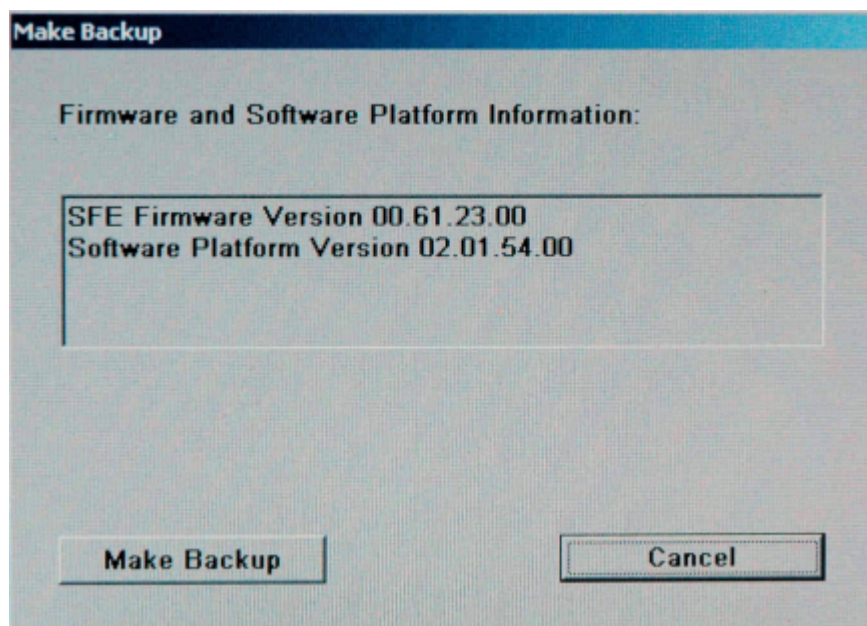 Make Backup
Firmware and Software Platform Information:
SFE Firmware Version 00.61.23.00
Software Platform Version 02.01.54.00
Make Backup
Cancel